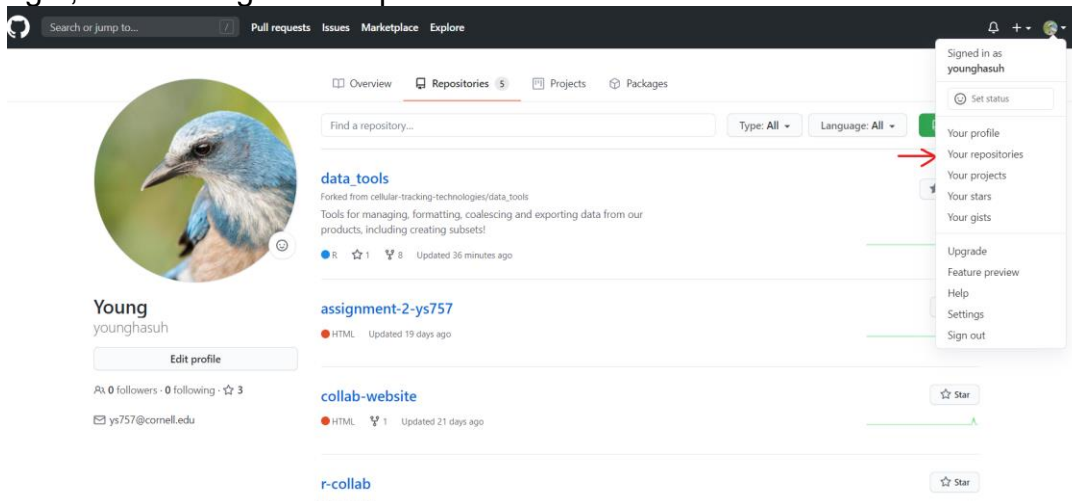 Search or jump to... / Pull requests Issues Marketplace Explore
Signed in as
younghasuh
Set status
Your profile
Your repositories
Your projects
Your stars
Your gists
Upgrade
Feature preview
Help
Settings
Sign out
Overview Repositories 5 Projects Packages
Find a repository... Type: All Language: All
data_tools
Forked from cellular-tracking-technologies/data_tools
Tools for managing, formatting, coalescing and exporting data from our
products, including creating subsets!
R 1 8 Updated 36 minutes ago
Young
younghasuh
Edit profile
0 followers · 0 following · 3
ys757@cornell.edu
assignment-2-ys757
HTML Updated 19 days ago
collab-website Star
HTML 1 Updated 21 days ago
r-collab Star